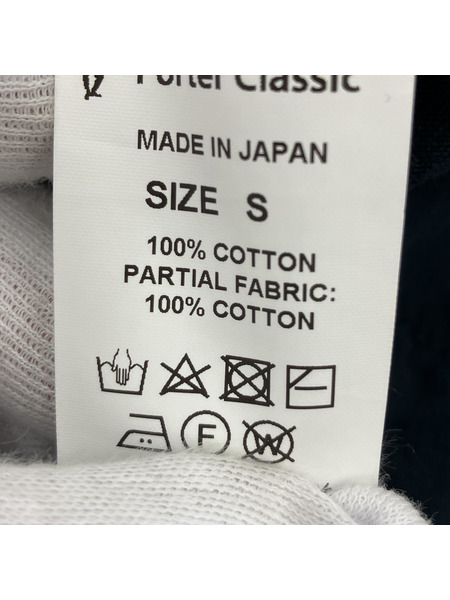 Porter Classic
MADE IN JAPAN
SIZE S
100% COTTON
PARTIAL FABRIC:
100% COTTON
F
W